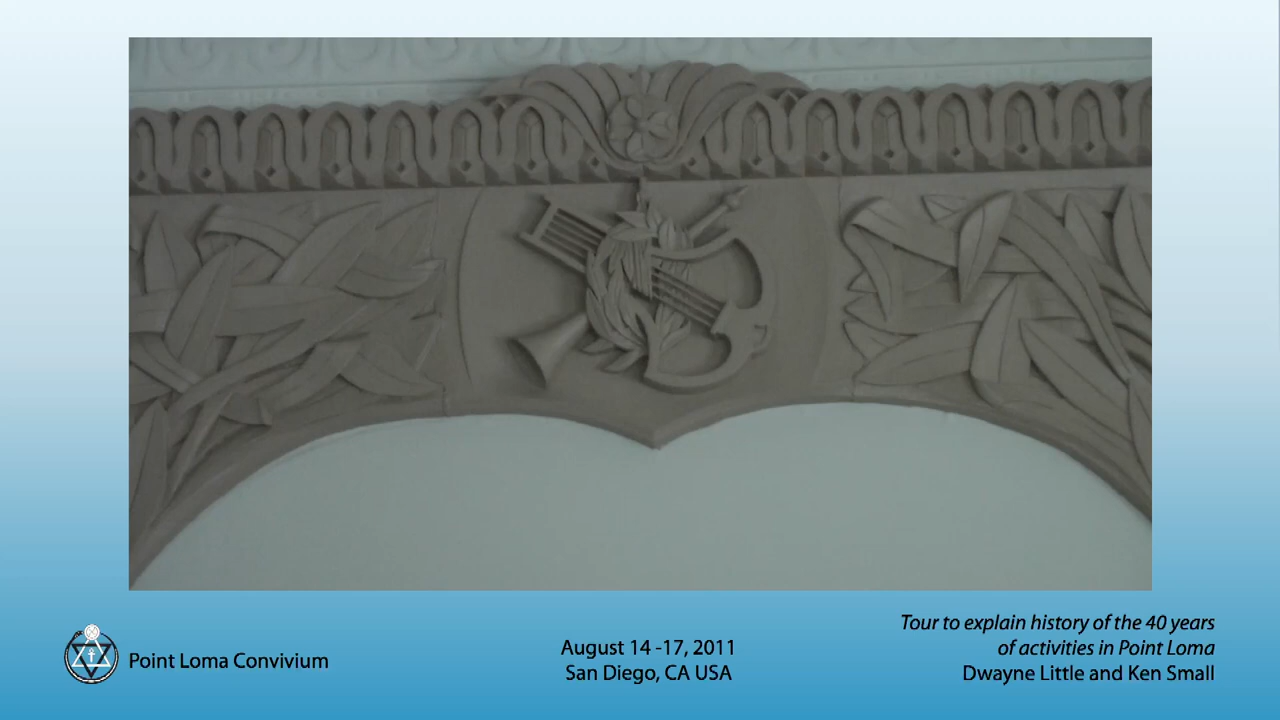 Point Loma Convivium
August 14 -17, 2011
San Diego, CA USA
Tour to explain history of the 40 years
of activities in Point Loma
Dwayne Little and Ken Small